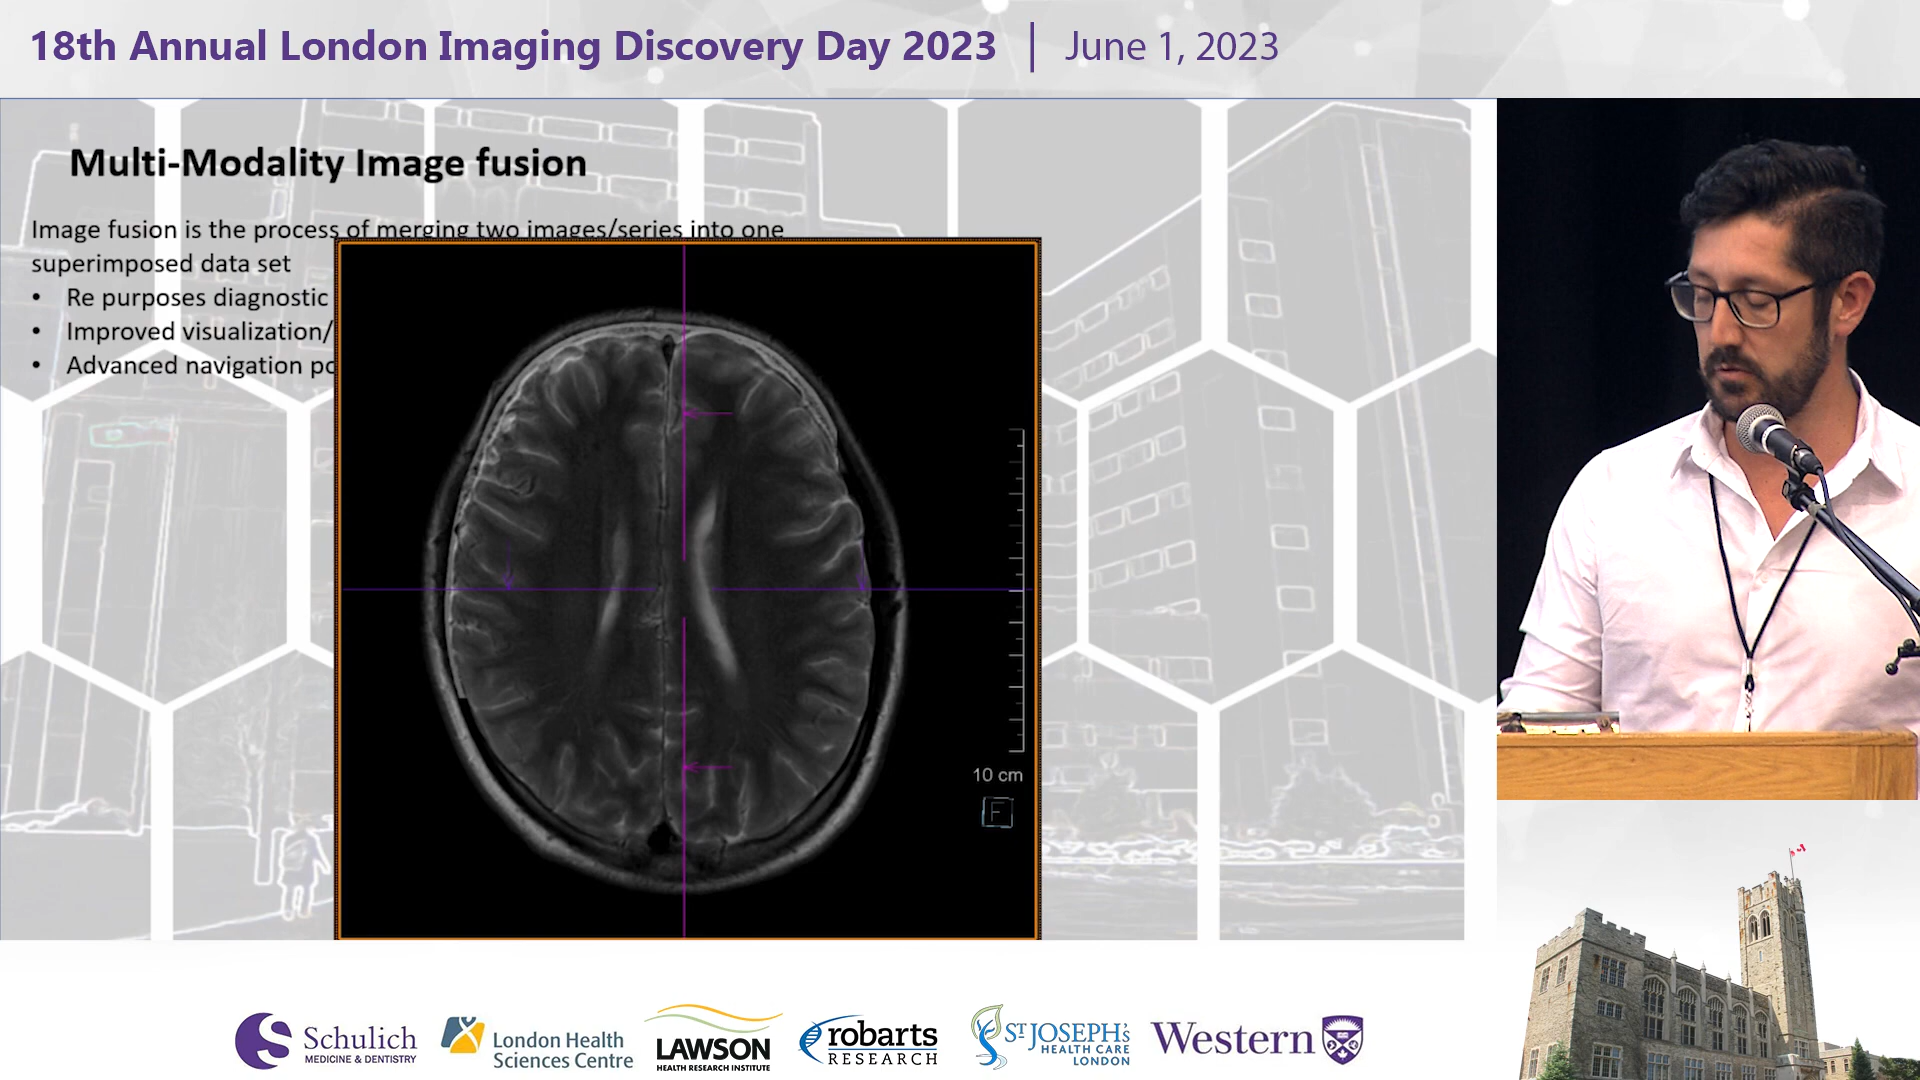 18th Annual London Imaging Discovery Day 2023 | June 1, 2023
Multi-Modality Image fusion
Image fusion is the process of merging two images/series into one
superimposed data set
• Re purposes diagnostic
• Improved visualization/
• Advanced navigation po
10 cm
F
Schulich
MEDICINE & DENTISTRY
London Health
Sciences Centre
LAWSON
HEALTH RESEARCH INSTITUTE
robarts
RESEARCH
ST JOSEPH'S
HEALTH CARE
LONDON
Western